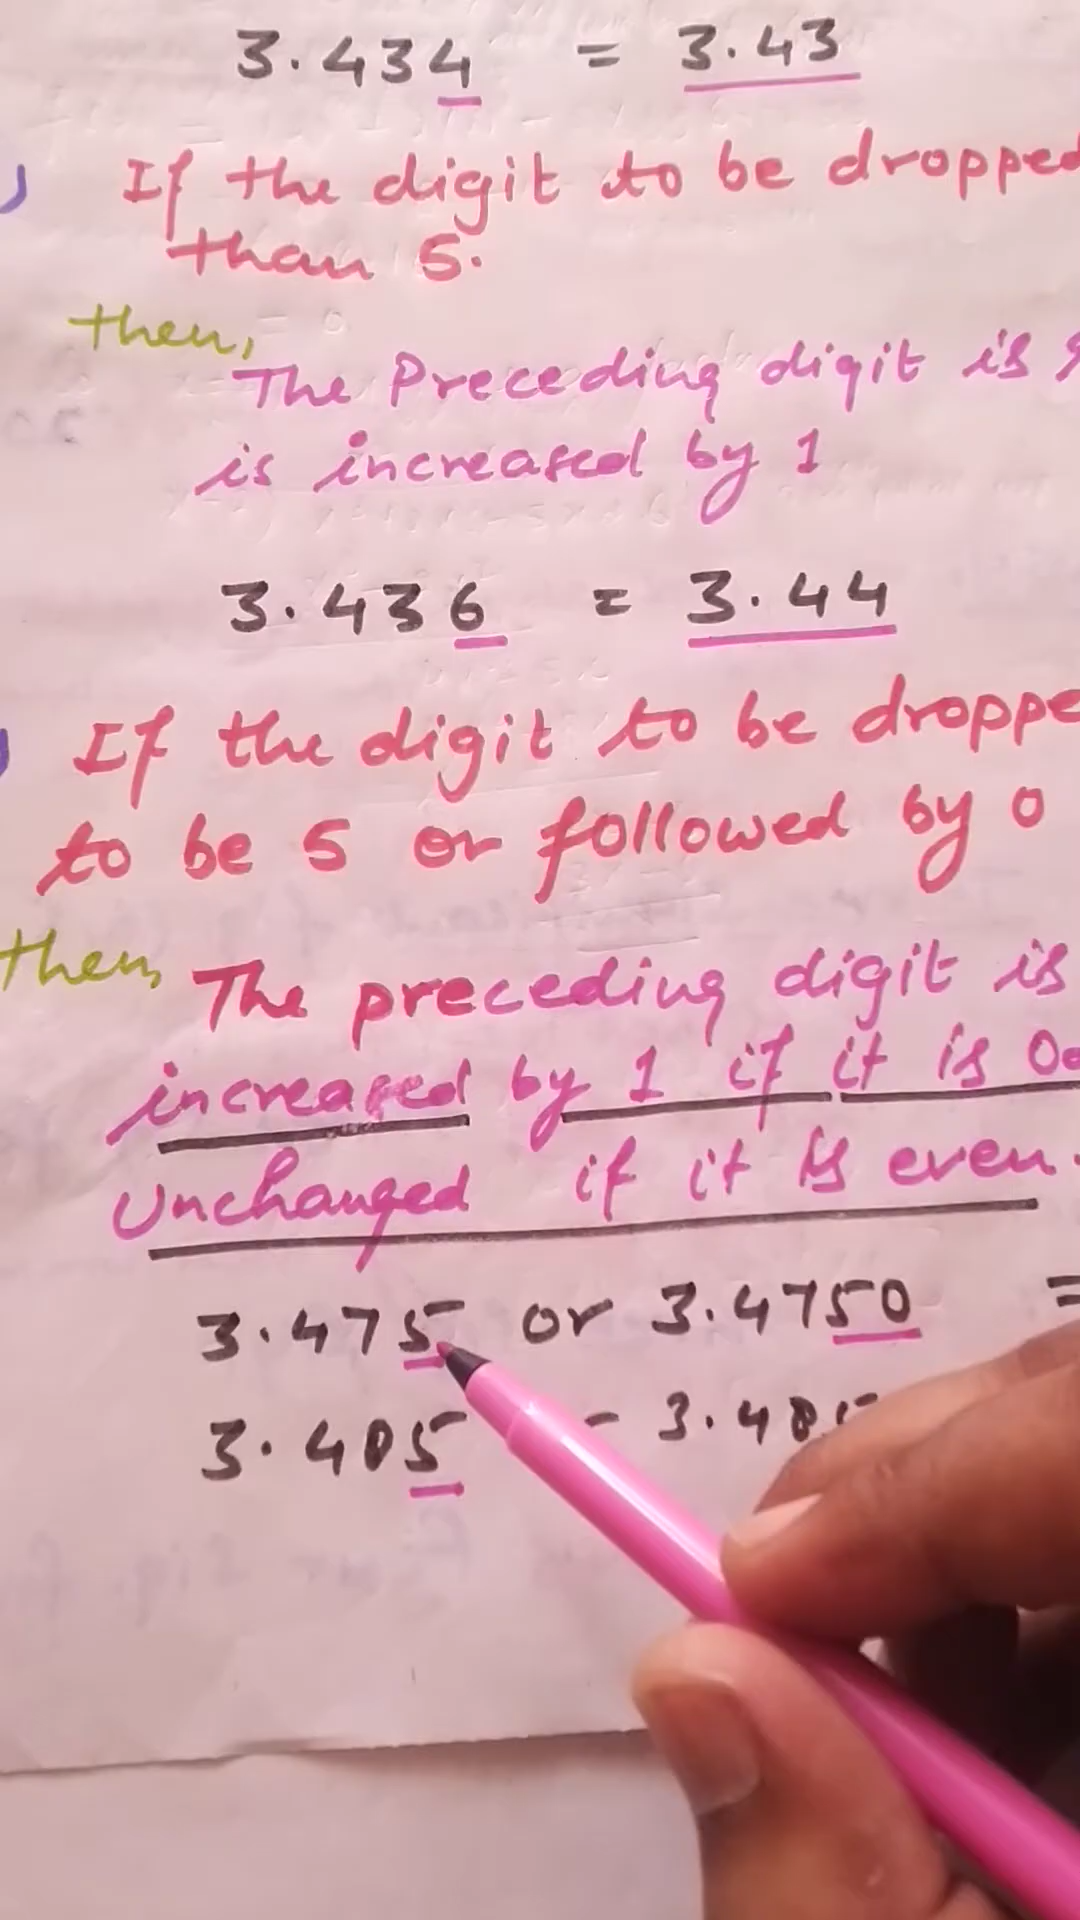 3.434 = 3.43
If the digit to be dropped
than 5.
then,
The Preceding digit is
is increased by 1
3.436 = 3.44
If the digit to be droppe
to be 5 or followed by 0
then,
The preceding digit is
increased by 1 if it is
Unchanged if it is even.
3.475 or 3.4750 =
3.485 = 3.485